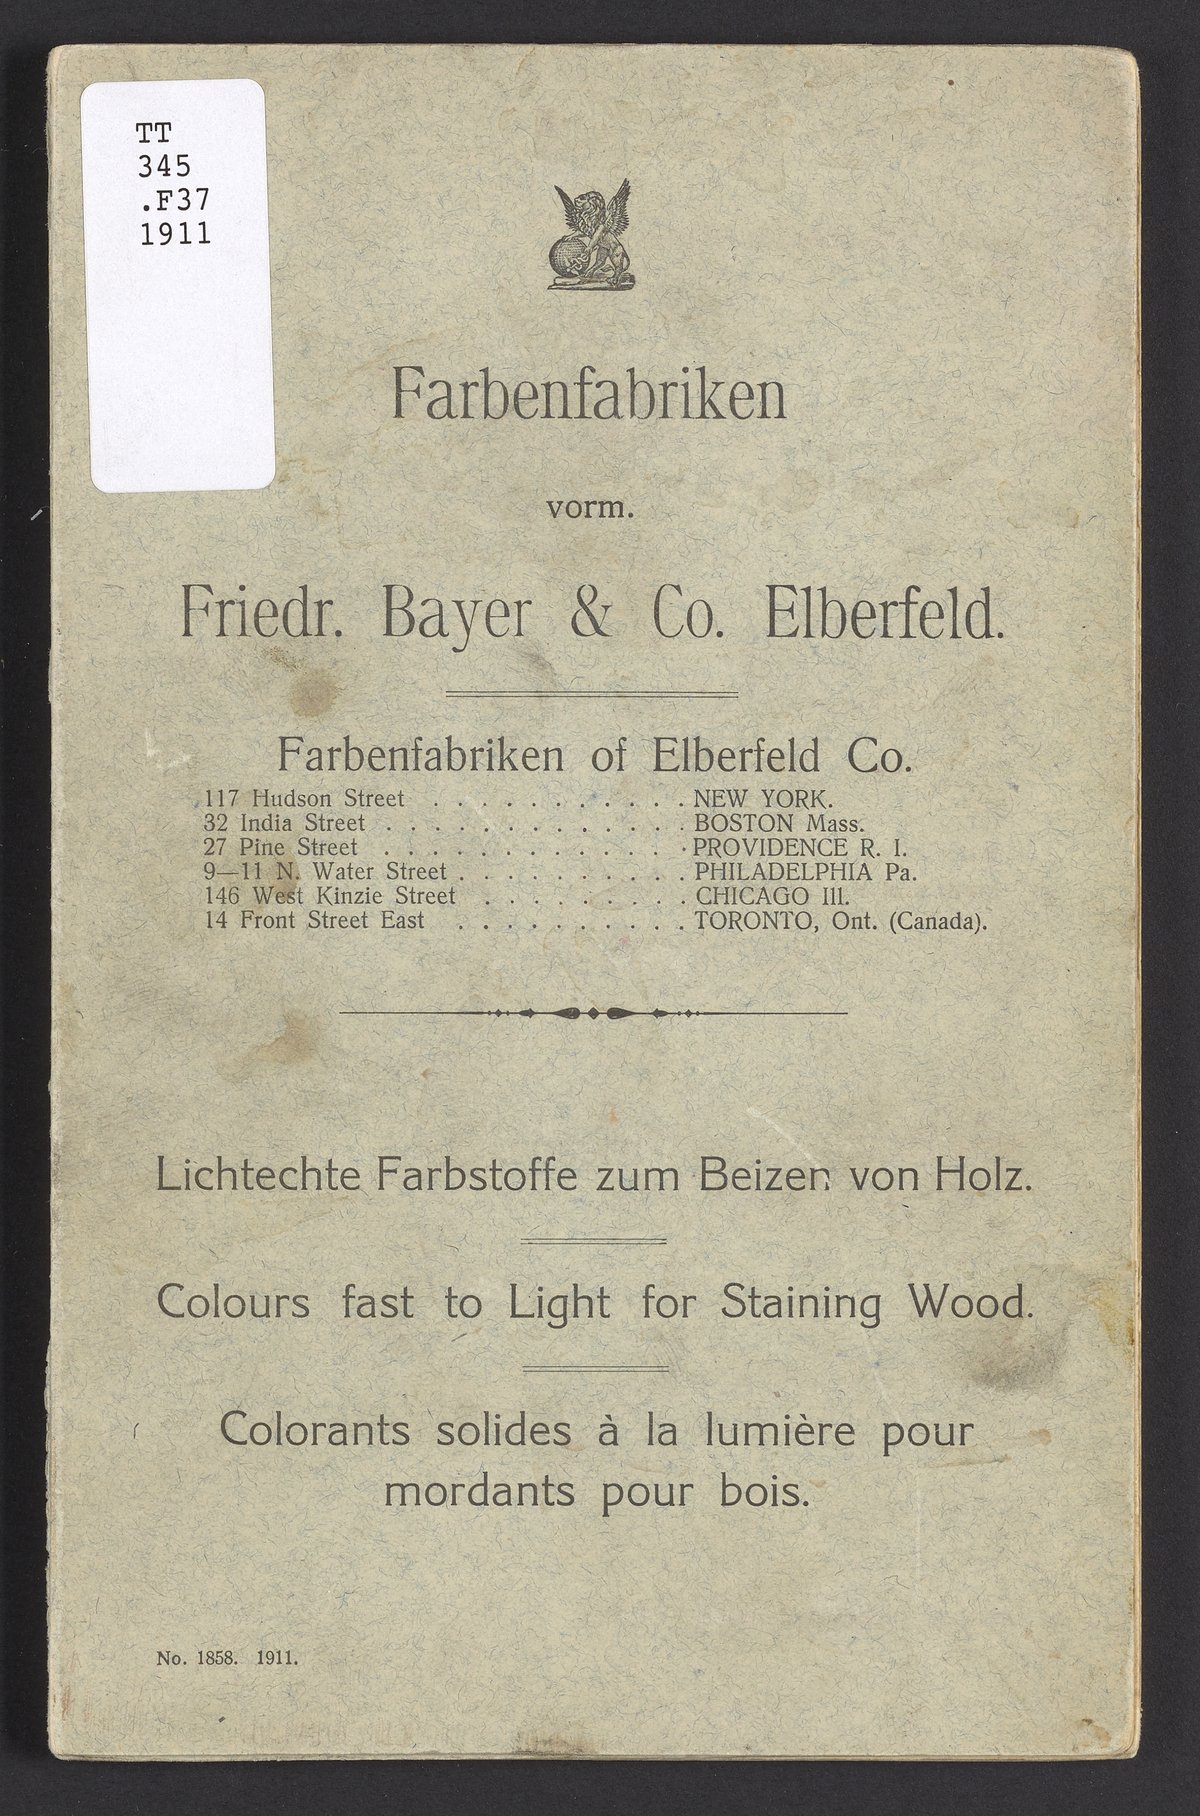 TT
345
.F37
1911
Farbenfabriken
vorm.
Friedr. Bayer & Co. Elberfeld.
Farbenfabriken of Elberfeld Co.
117 Hudson Street . . . . . . . . . . . NEW YORK.
32 India Street . . . . . . . . . . . . . BOSTON Mass.
27 Pine Street . . . . . . . . . . . . . PROVIDENCE R. I.
9—11 N. Water Street . . . . . . . . . . PHILADELPHIA Pa.
146 West Kinzie Street . . . . . . . . . CHICAGO Ill.
14 Front Street East . . . . . . . . . . TORONTO, Ont. (Canada).
Lichtechte Farbstoffe zum Beizen von Holz.
Colours fast to Light for Staining Wood.
Colorants solides à la lumière pour
mordants pour bois.
No. 1858. 1911.